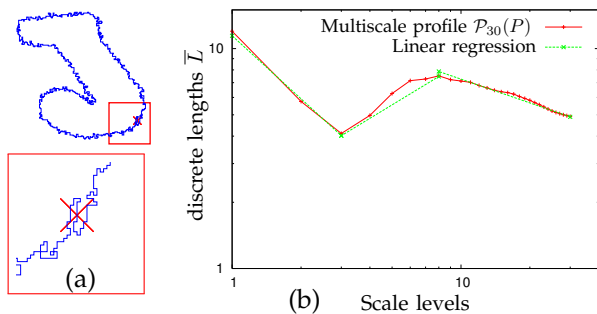 (a)
Multiscale profile 𝒫₃₀(P)
Linear regression
discrete lengths L̅
10
1
1
10
(b)
Scale levels